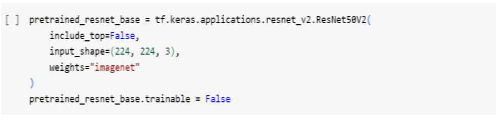 [ ] pretrained_resnet_base = tf.keras.applications.resnet_v2.ResNet50V2(
include_top=False,
input_shape=(224, 224, 3),
weights="imagenet"
)
pretrained_resnet_base.trainable = False